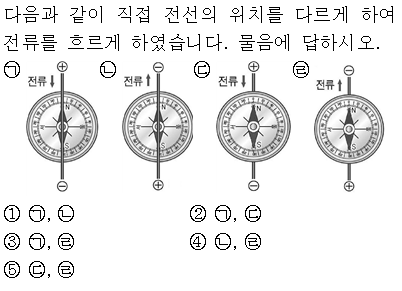 다음과 같이 직접 전선의 위치를 다르게 하여
전류를 흐르게 하였습니다. 물음에 답하시오.
㉠ ㉡ ㉢ ㉣
⊕ ⊕ ⊕ ⊖
전류↓ 전류↑ 전류↓ 전류↑
N N N N
S S S S
⊖ ⊖ ⊖ ⊕
① ㉠, ㉡ ② ㉠, ㉢
③ ㉠, ㉣ ④ ㉡, ㉣
⑤ ㉢, ㉣